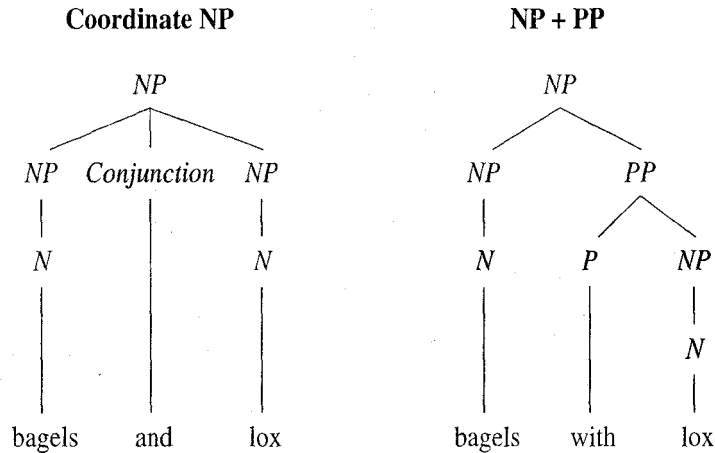 Coordinate NP NP + PP
NP NP
NP Conjunction NP NP PP
N N N P NP
N
bagels and lox bagels with lox